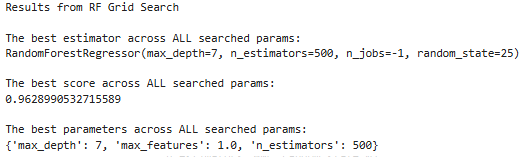 Results from RF Grid Search
The best estimator across ALL searched params:
RandomForestRegressor(max_depth=7, n_estimators=500, n_jobs=-1, random_state=25)
The best score across ALL searched params:
0.9628990532715589
The best parameters across ALL searched params:
{'max_depth': 7, 'max_features': 1.0, 'n_estimators': 500}